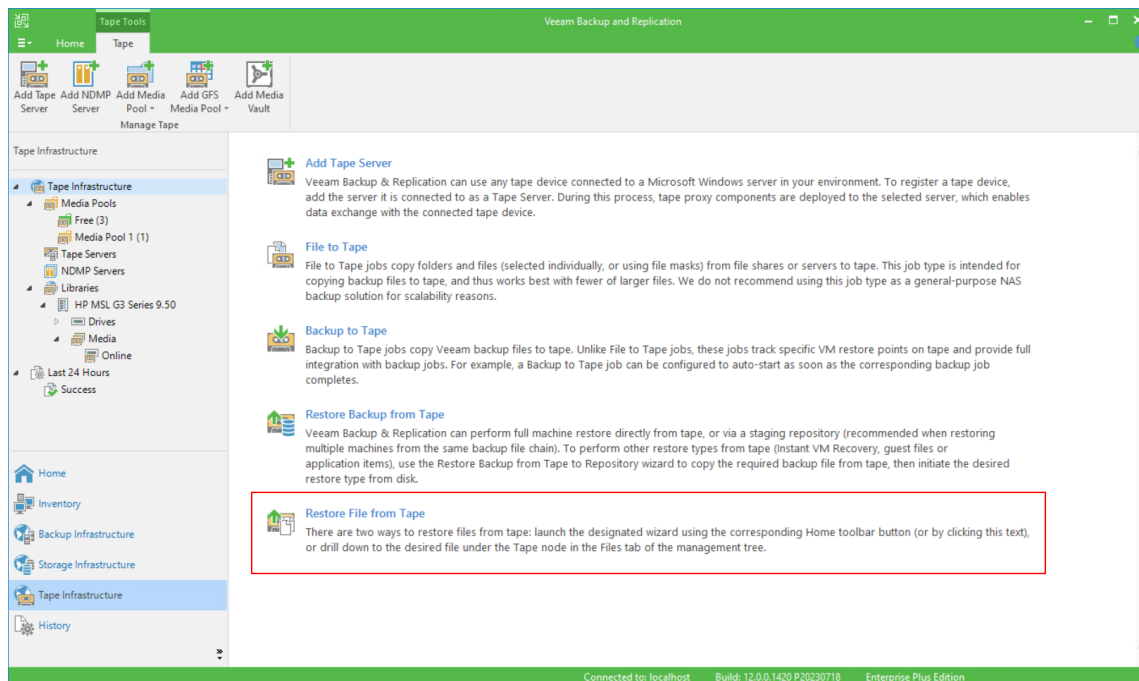 Tape Tools
Veeam Backup and Replication
Home Tape
Add Tape Server
Add NDMP Server
Add Media Pool
Add GFS Media Pool
Add Media Vault
Manage Tape
Tape Infrastructure
Tape Infrastructure
Media Pools
Free (3)
Media Pool 1 (1)
Tape Servers
NDMP Servers
Libraries
HP MSL G3 Series 9.50
Drives
Media
Online
Last 24 Hours
Success
Home
Inventory
Backup Infrastructure
Storage Infrastructure
Tape Infrastructure
History
Add Tape Server
Veeam Backup & Replication can use any tape device connected to a Microsoft Windows server in your environment. To register a tape device,
add the server it is connected to as a Tape Server. During this process, tape proxy components are deployed to the selected server, which enables
data exchange with the connected tape device.
File to Tape
File to Tape jobs copy folders and files (selected individually, or using file masks) from file shares or servers to tape. This job type is intended for
copying backup files to tape, and thus works best with fewer of larger files. We do not recommend using this job type as a general-purpose NAS
backup solution for scalability reasons.
Backup to Tape
Backup to Tape jobs copy Veeam backup files to tape. Unlike File to Tape jobs, these jobs track specific VM restore points on tape and provide full
integration with backup jobs. For example, a Backup to Tape job can be configured to auto-start as soon as the corresponding backup job
completes.
Restore Backup from Tape
Veeam Backup & Replication can perform full machine restore directly from tape, or via a staging repository (recommended when restoring
multiple machines from the same backup file chain). To perform other restore types from tape (Instant VM Recovery, guest files or
application items), use the Restore Backup from Tape to Repository wizard to copy the required backup file from tape, then initiate the desired
restore type from disk.
Restore File from Tape
There are two ways to restore files from tape: launch the designated wizard using the corresponding Home toolbar button (or by clicking this text),
or drill down to the desired file under the Tape node in the Files tab of the management tree.
Connected to: localhost Build: 12.0.0.1420 P20230718 Enterprise Plus Edition